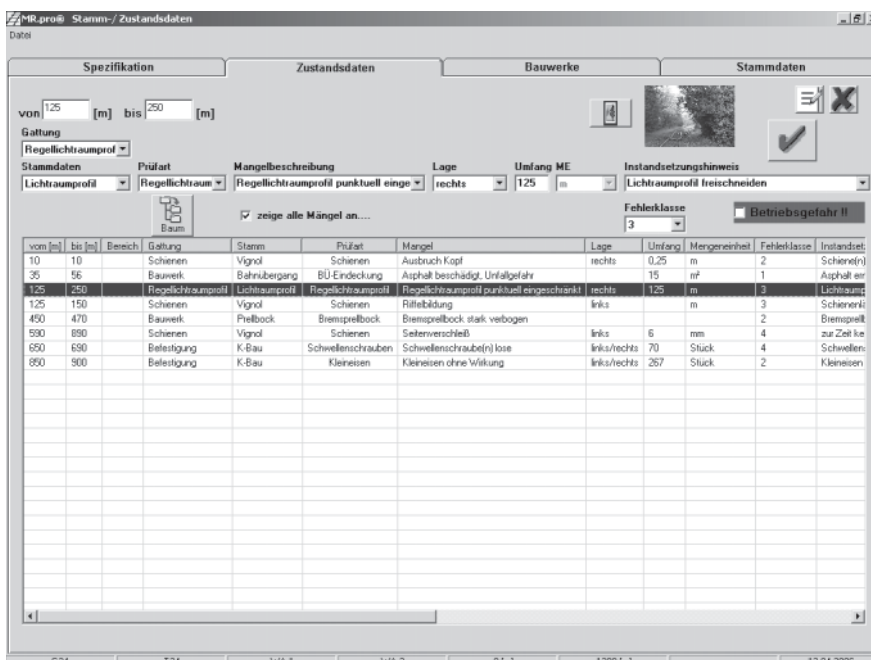 MR.pro® Stamm-/ Zustandsdaten
Datei
Spezifikation Zustandsdaten Bauwerke Stammdaten
von 125 [m] bis 250 [m]
Gattung
Regellichtraumprof
Stammdaten Prüfart Mangelbeschreibung Lage Umfang ME Instandsetzungshinweis
Lichtraumprofil Regellichtraum Regellichtraumprofil punktuell einge rechts 125 m Lichtraumprofil freischneiden
Baum
zeige alle Mängel an....
Fehlerklasse
3
Betriebsgefahr !!
vom [m] bis [m] Bereich Gattung Stamm Prüfart Mangel Lage Umfang Mengeneinheit Fehlerklasse Instandset
10 10 Schienen Vignol Schienen Ausbruch Kopf rechts 0,25 m 2 Schiene(n)
35 56 Bauwerk Bahnübergang BÜ-Eindeckung Asphalt beschädigt, Unfallgefahr 15 m² 1 Asphalt err
125 250 Regellichtraumprofil Lichtraumprofil Regellichtraumprofil Regellichtraumprofil punktuell eingeschränkt rechts 125 m 3 Lichtraump
125 150 Schienen Vignol Schienen Riffelbildung links m 3 Schienenlä
450 470 Bauwerk Prellbock Bremsprellbock Bremsprellbock stark verbogen 2 Bremsprellb
590 890 Schienen Vignol Schienen Seitenverschleiß links 6 mm 4 zur Zeit ke
650 690 Befestigung K-Bau Schwellenschrauben Schwellenschraube(n) lose links/rechts 70 Stück 4 Schwellen
850 900 Befestigung K-Bau Kleineisen Kleineisen ohne Wirkung links/rechts 267 Stück 2 Kleineisen